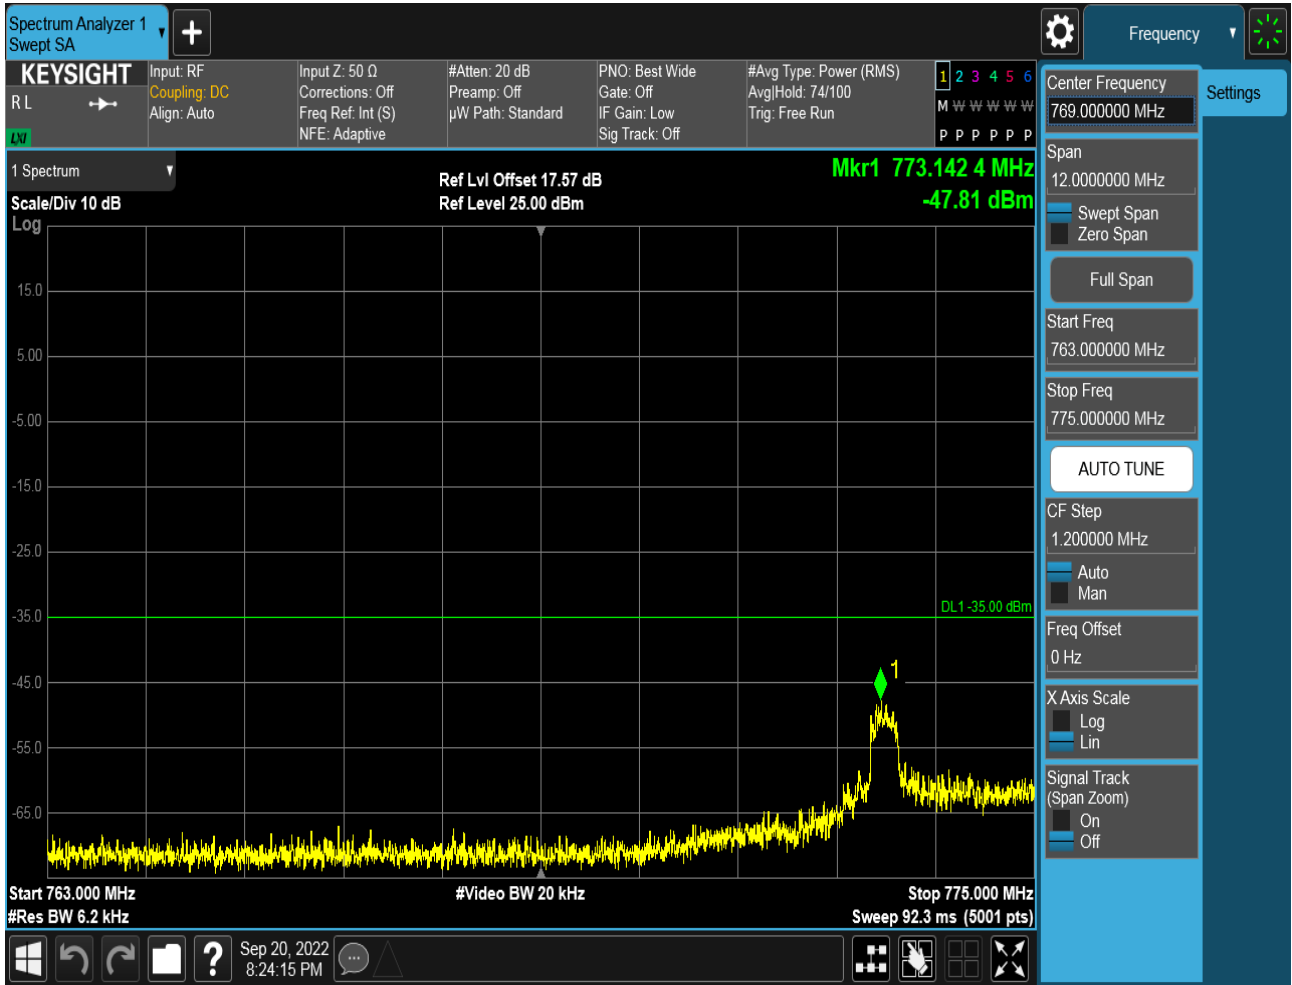 Spectrum Analyzer 1
Swept SA
Frequency
KEYSIGHT
R L
LXI
Input: RF
Coupling: DC
Align: Auto
Input Z: 50 Ω
Corrections: Off
Freq Ref: Int (S)
NFE: Adaptive
#Atten: 20 dB
Preamp: Off
µW Path: Standard
PNO: Best Wide
Gate: Off
IF Gain: Low
Sig Track: Off
#Avg Type: Power (RMS)
Avg|Hold: 74/100
Trig: Free Run
1 2 3 4 5 6
M W W W W W
P P P P P P
1 Spectrum
Scale/Div 10 dB
Log
Ref Lvl Offset 17.57 dB
Ref Level 25.00 dBm
Mkr1 773.142 4 MHz
-47.81 dBm
15.0
5.00
-5.00
-15.0
-25.0
-35.0
-45.0
-55.0
-65.0
DL1 -35.00 dBm
1
Start 763.000 MHz
#Res BW 6.2 kHz
#Video BW 20 kHz
Stop 775.000 MHz
Sweep 92.3 ms (5001 pts)
Center Frequency
769.000000 MHz
Span
12.0000000 MHz
Swept Span
Zero Span
Full Span
Start Freq
763.000000 MHz
Stop Freq
775.000000 MHz
AUTO TUNE
CF Step
1.200000 MHz
Auto
Man
Freq Offset
0 Hz
X Axis Scale
Log
Lin
Signal Track
(Span Zoom)
On
Off
Settings
?
Sep 20, 2022
8:24:15 PM